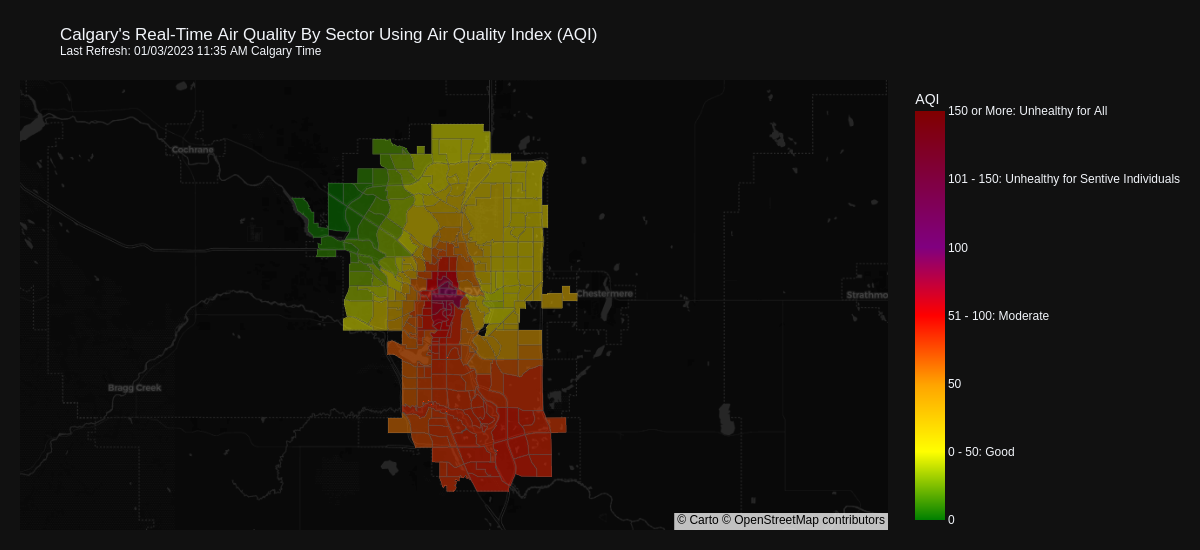 Calgary's Real-Time Air Quality By Sector Using Air Quality Index (AQI)
Last Refresh: 01/03/2023 11:35 AM Calgary Time
AQI
150 or More: Unhealthy for All
Cochrane
101 - 150: Unhealthy for Sentive Individuals
100
Chestermere
Strathmo
51 - 100: Moderate
50
Bragg Creek
0 - 50: Good
© Carto © OpenStreetMap contributors
0